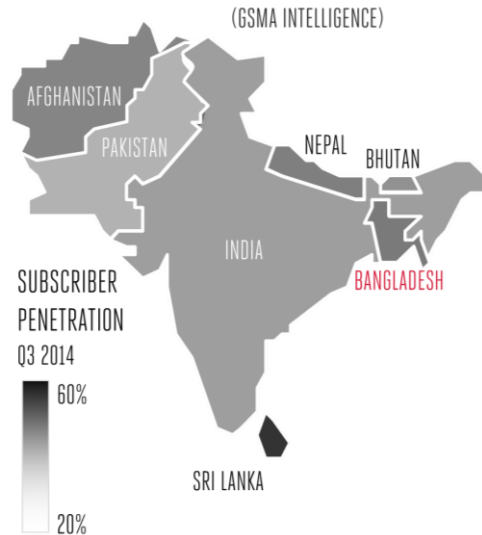 (GSMA INTELLIGENCE)
AFGHANISTAN
PAKISTAN
NEPAL
BHUTAN
INDIA
BANGLADESH
SUBSCRIBER
PENETRATION
Q3 2014
60%
20%
SRI LANKA